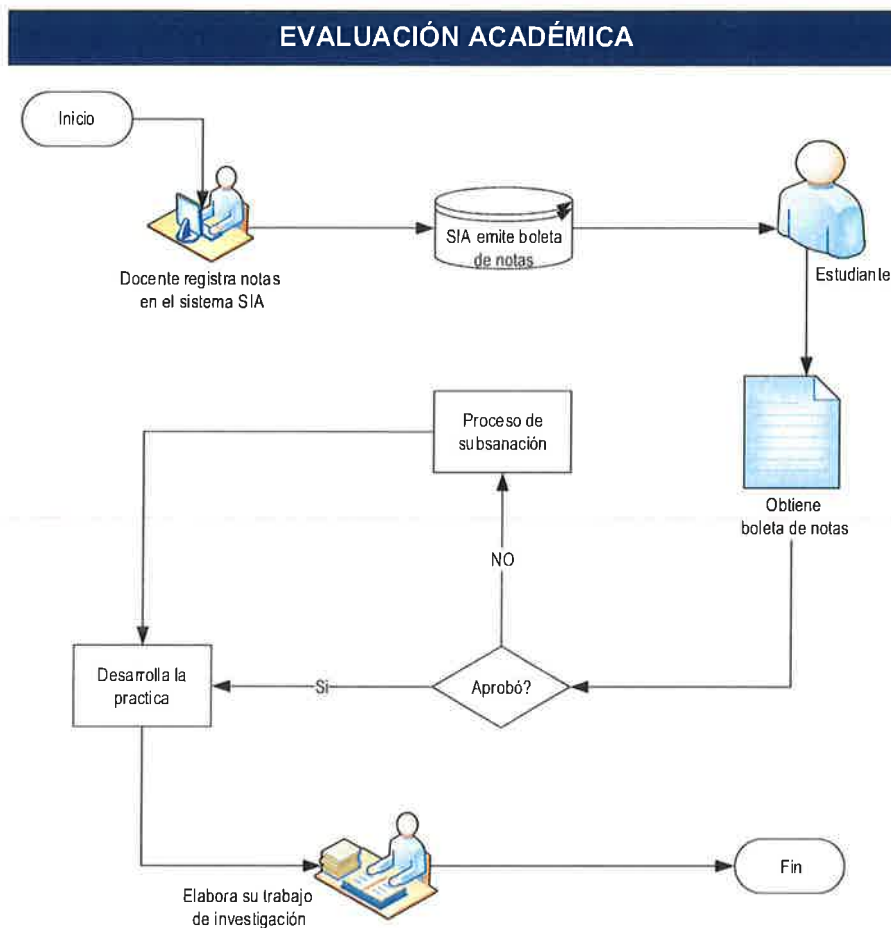 EVALUACIÓN ACADÉMICA
Inicio
Docente registra notas
en el sistema SIA
SIA emite boleta
de notas
Estudiante
Obtiene
boleta de notas
Proceso de
subsanación
NO
Aprobó?
Si
Desarrolla la
practica
Elabora su trabajo
de investigación
Fin